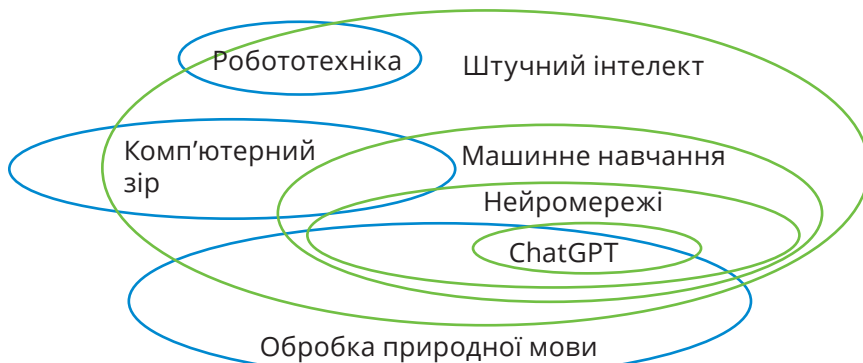 Робототехніка
Штучний інтелект
Комп’ютерний
зір
Машинне навчання
Нейромережі
ChatGPT
Обробка природної мови